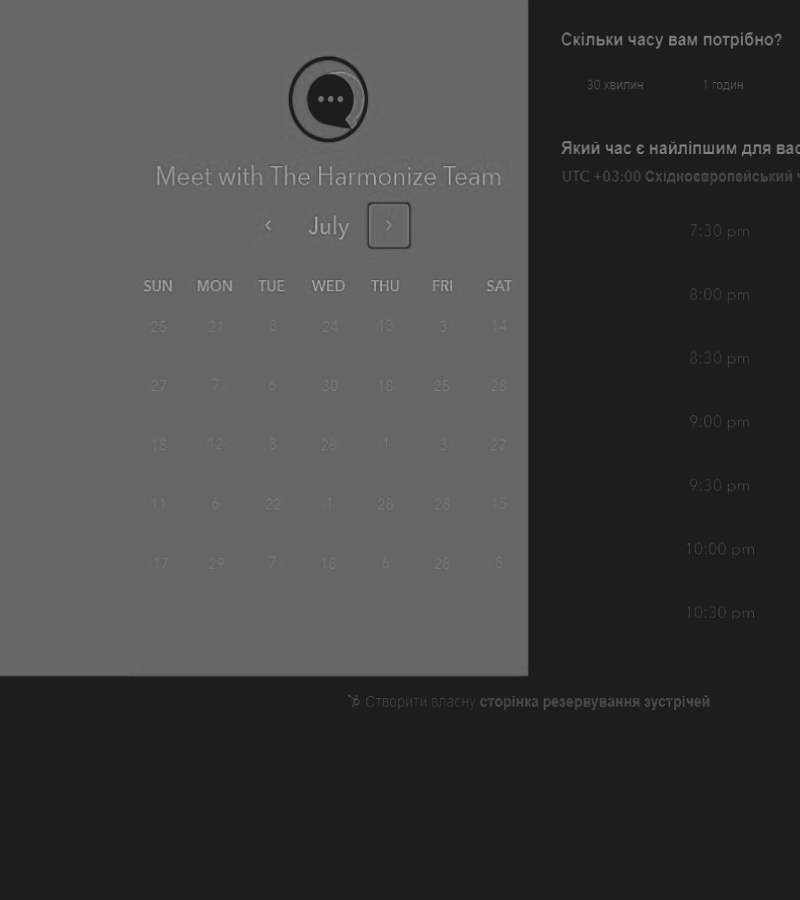 Meet with The Harmonize Team
July
SUN MON TUE WED THU FRI SAT
25 21 8 24 13 3 14
27 7 6 30 18 25 28
18 12 8 28 1 3 27
11 6 22 1 28 28 15
17 29 7 18 6 28 8
Скільки часу вам потрібно?
30 хвилин 1 годин
Який час є найліпшим для вас
UTC +03:00 Східноєвропейський ч
7:30 pm
8:00 pm
8:30 pm
9:00 pm
9:30 pm
10:00 pm
10:30 pm
Створити власну сторінка резервування зустрічей